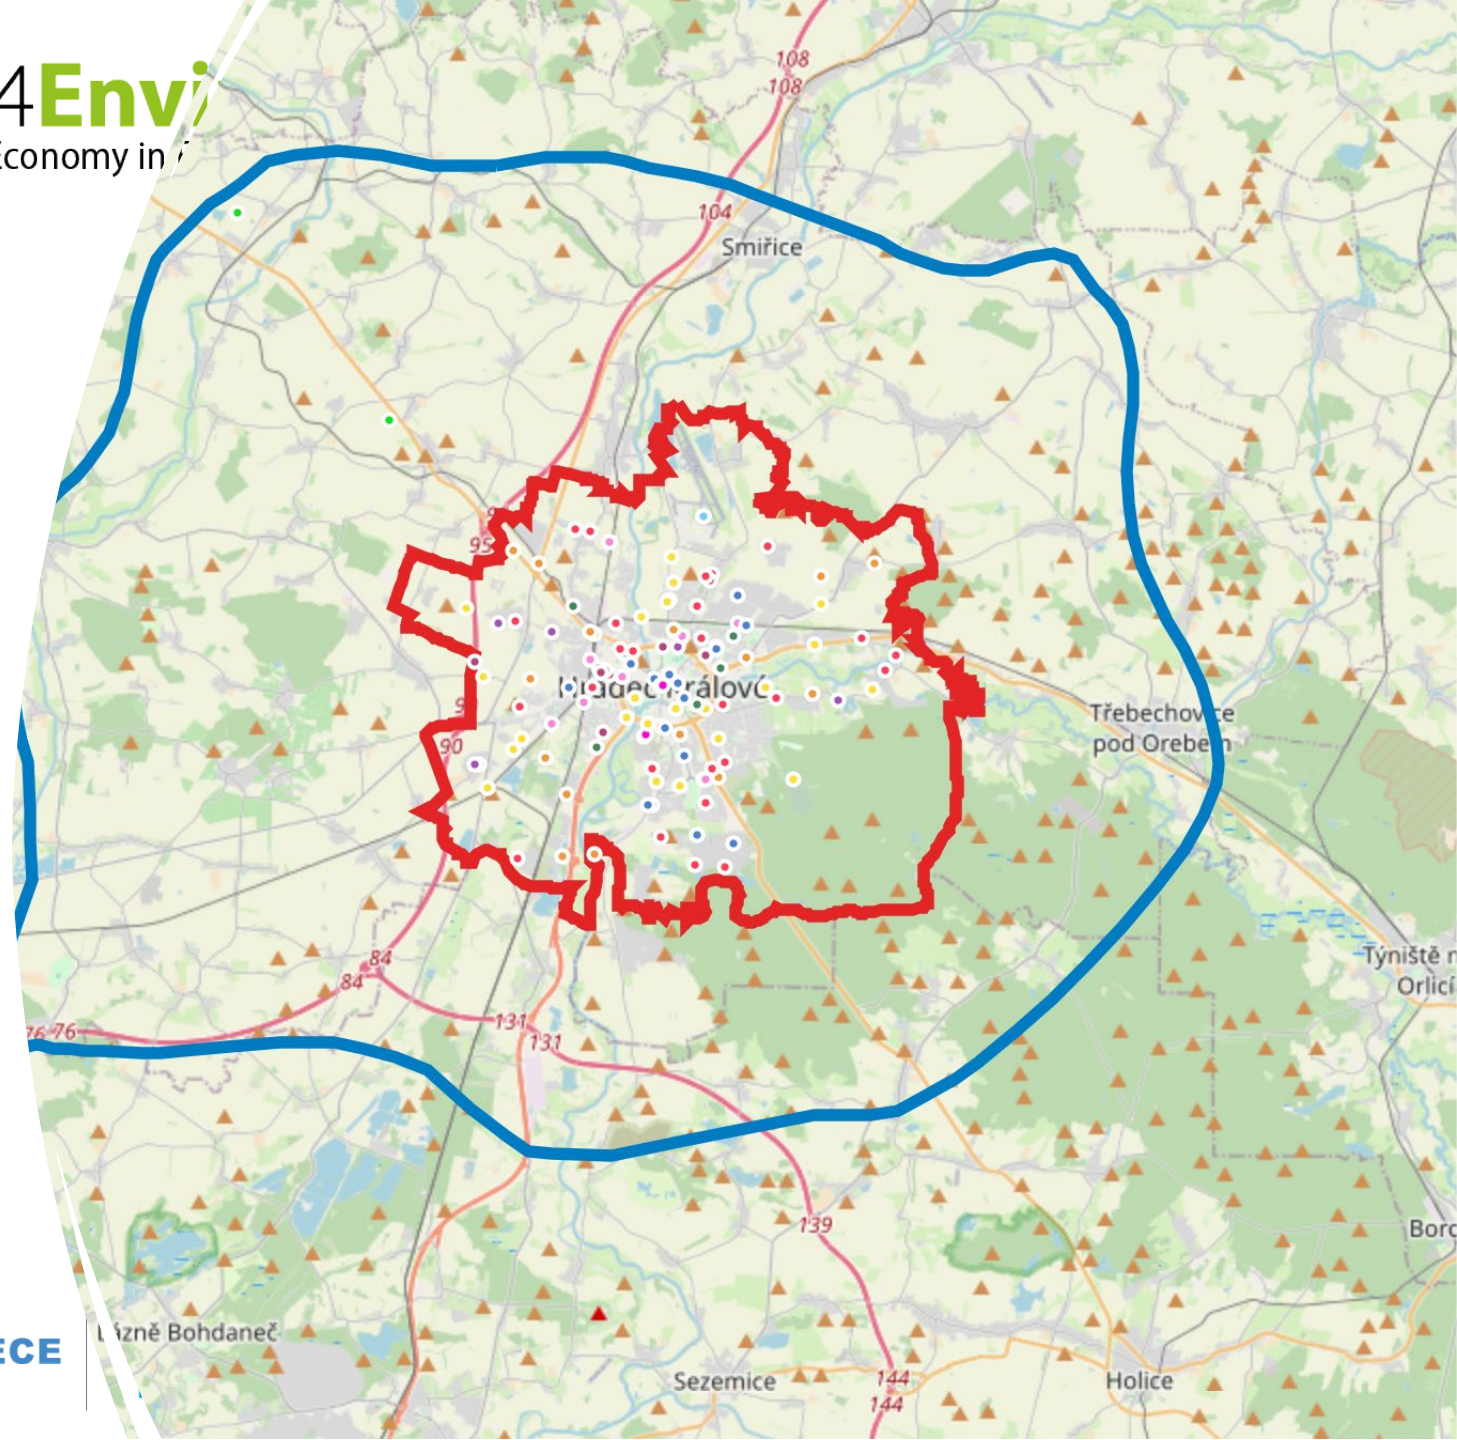 108
108
4Envi
Economy in
104
Smiřice
95
Hradec Králové
90
Třebechovice
pod Orebem
84
84
Týniště n
Orlicí
131
76 76
131
139
Boro
Lázně Bohdaneč
ECE
144
Sezemice
Holice
144